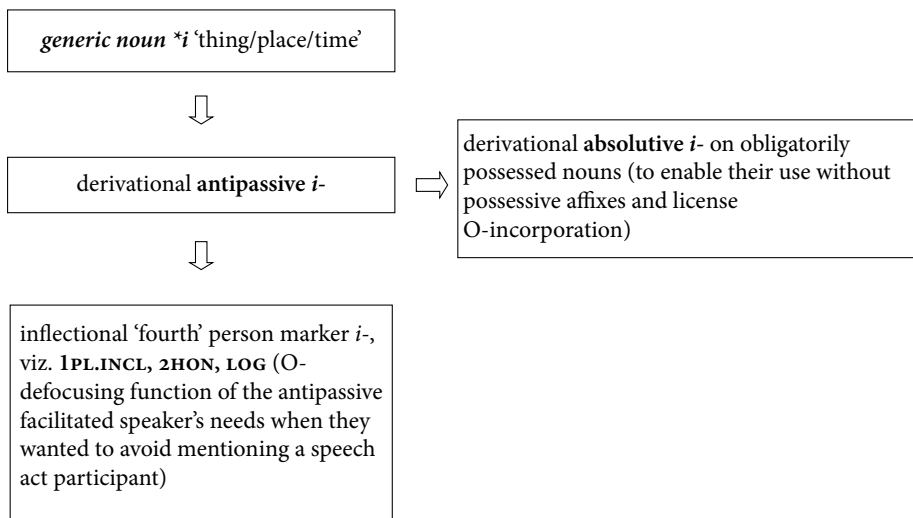 generic noun *i ‘thing/place/time’
derivational antipassive i-
derivational absolutive i- on obligatorily
possessed nouns (to enable their use without
possessive affixes and license
O-incorporation)
inflectional ‘fourth’ person marker i-,
viz. 1PL.INCL, 2HON, LOG (O-
defocusing function of the antipassive
facilitated speaker’s needs when they
wanted to avoid mentioning a speech
act participant)